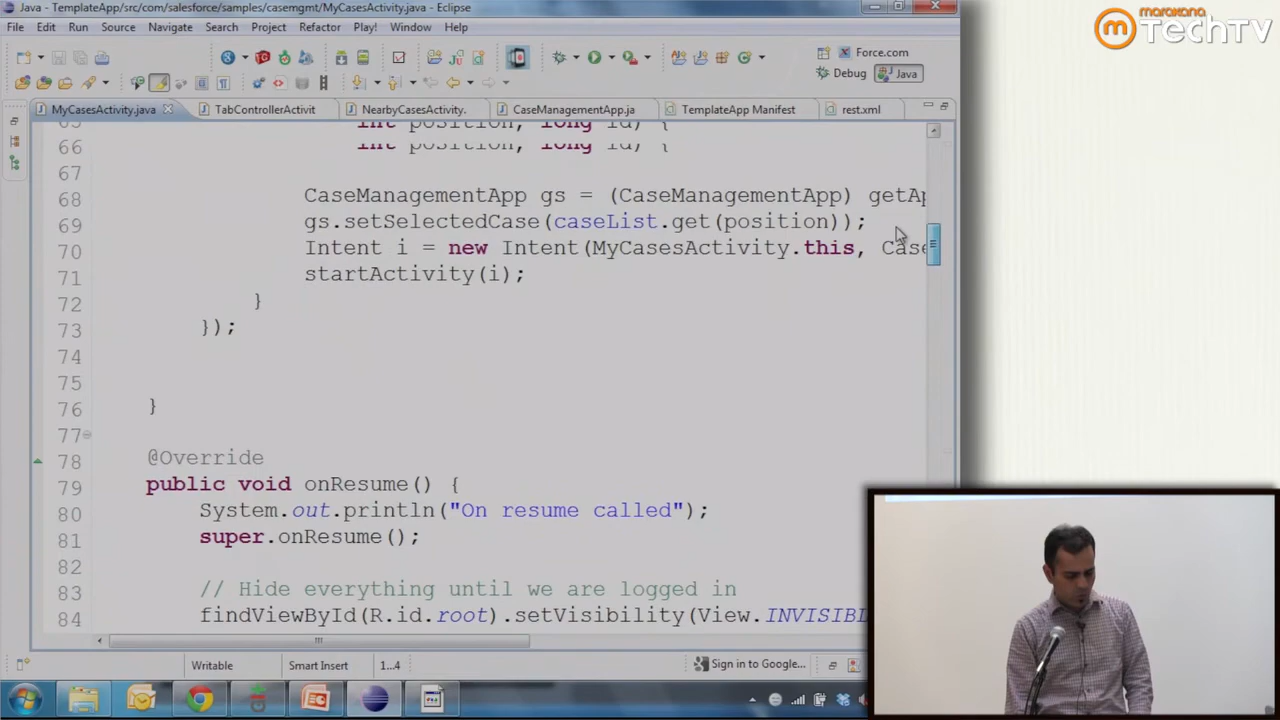 Java - TemplateApp/src/com/salesforce/samples/casemgmt/MyCasesActivity.java - Eclipse
marakana
TechTV
File Edit Run Source Navigate Search Project Refactor Play! Window Help
Force.com
Debug Java
MyCasesActivity.java TabControllerActivit NearbyCasesActivity. CaseManagementApp.ja TemplateApp Manifest rest.xml
int position, long id) {
66 int position, long id) {
67
68 CaseManagementApp gs = (CaseManagementApp) getAp
69 gs.setSelectedCase(caseList.get(position));
70 Intent i = new Intent(MyCasesActivity.this, Case
71 startActivity(i);
72 }
73 });
74
75
76 }
77
78 @Override
79 public void onResume() {
80 System.out.println("On resume called");
81 super.onResume();
82
83 // Hide everything until we are logged in
84 findViewById(R.id.root).setVisibility(View.INVISIBL
Writable Smart Insert 1...4 Sign in to Google...